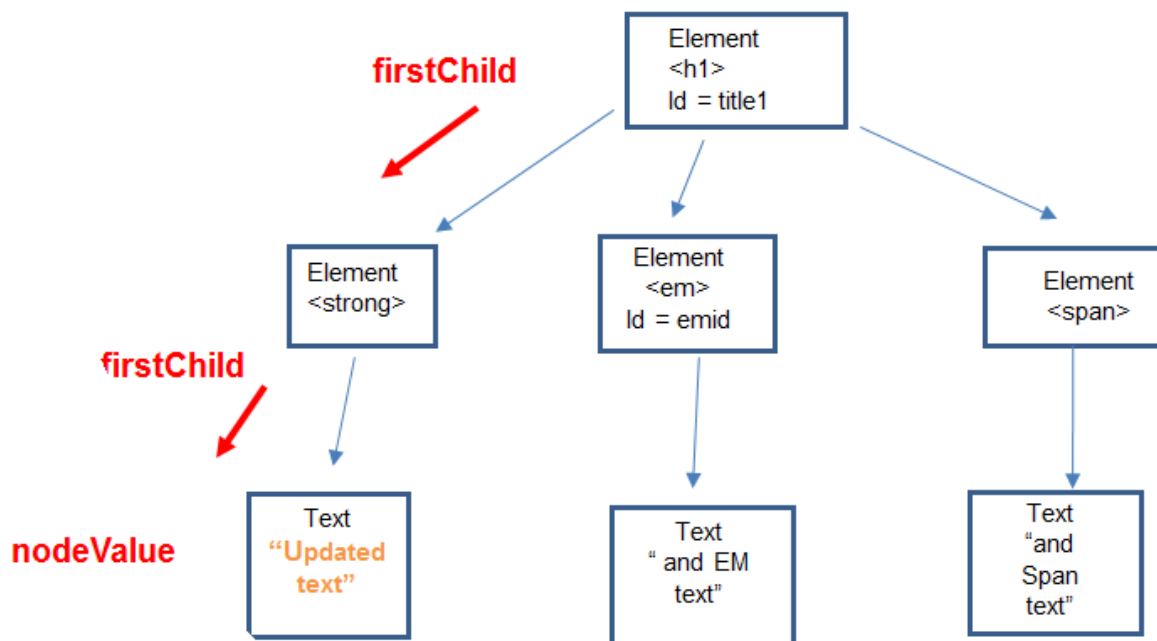 Element
<h1>
Id = title1
firstChild
Element
<strong>
Element
<em>
Id = emid
Element
<span>
firstChild
nodeValue
Text
“Updated
text”
Text
“ and EM
text”
Text
“and
Span
text”